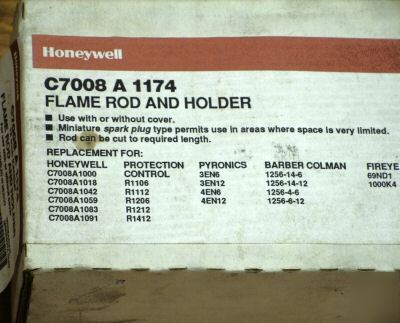 Honeywell
C7008 A 1174
FLAME ROD AND HOLDER
■ Use with or without cover.
■ Miniature spark plug type permits use in areas where space is very limited.
■ Rod can be cut to required length.
REPLACEMENT FOR:
HONEYWELL PROTECTION CONTROL PYRONICS BARBER COLMAN FIREYE
C7008A1000 R1106 3EN6 1256-14-6 69ND1
C7008A1018 R1112 3EN12 1256-14-12 1000K4
C7008A1042 R1206 4EN6 1256-4-6
C7008A1059 R1212 4EN12 1256-6-12
C7008A1083 R1412
C7008A1091